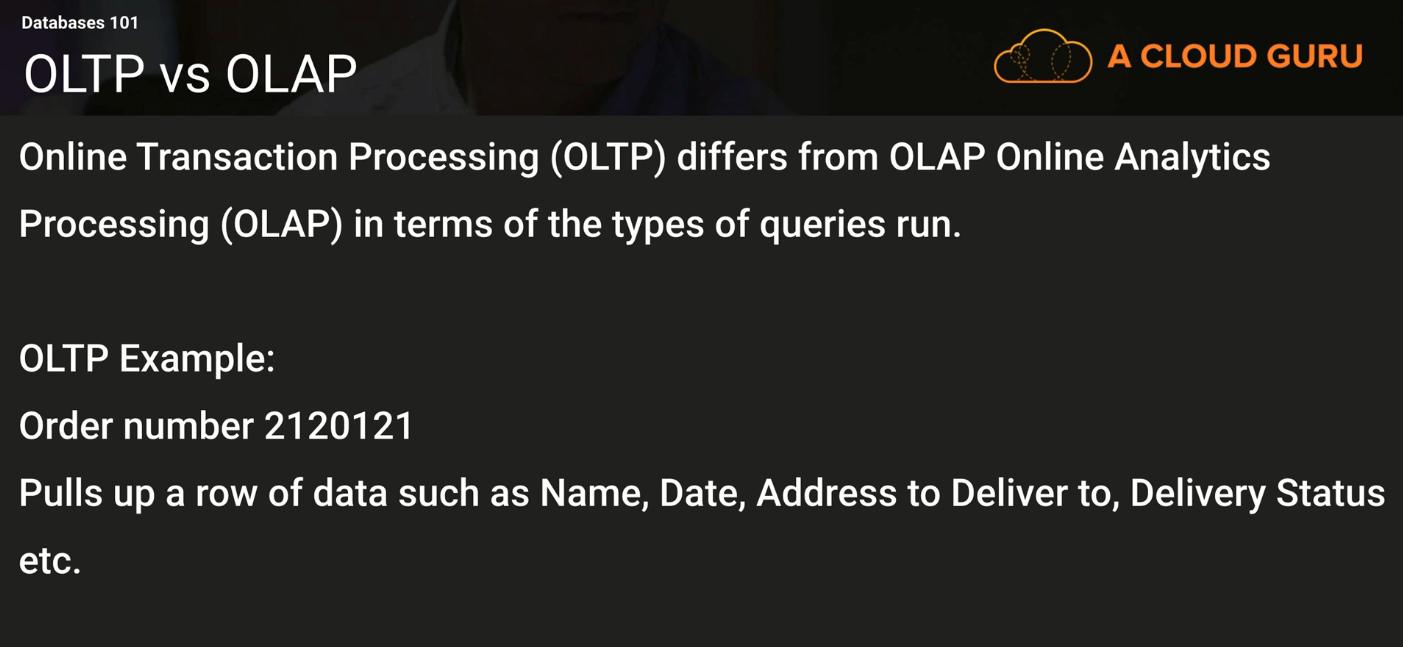 Databases 101
OLTP vs OLAP
A CLOUD GURU
Online Transaction Processing (OLTP) differs from OLAP Online Analytics
Processing (OLAP) in terms of the types of queries run.
OLTP Example:
Order number 2120121
Pulls up a row of data such as Name, Date, Address to Deliver to, Delivery Status
etc.